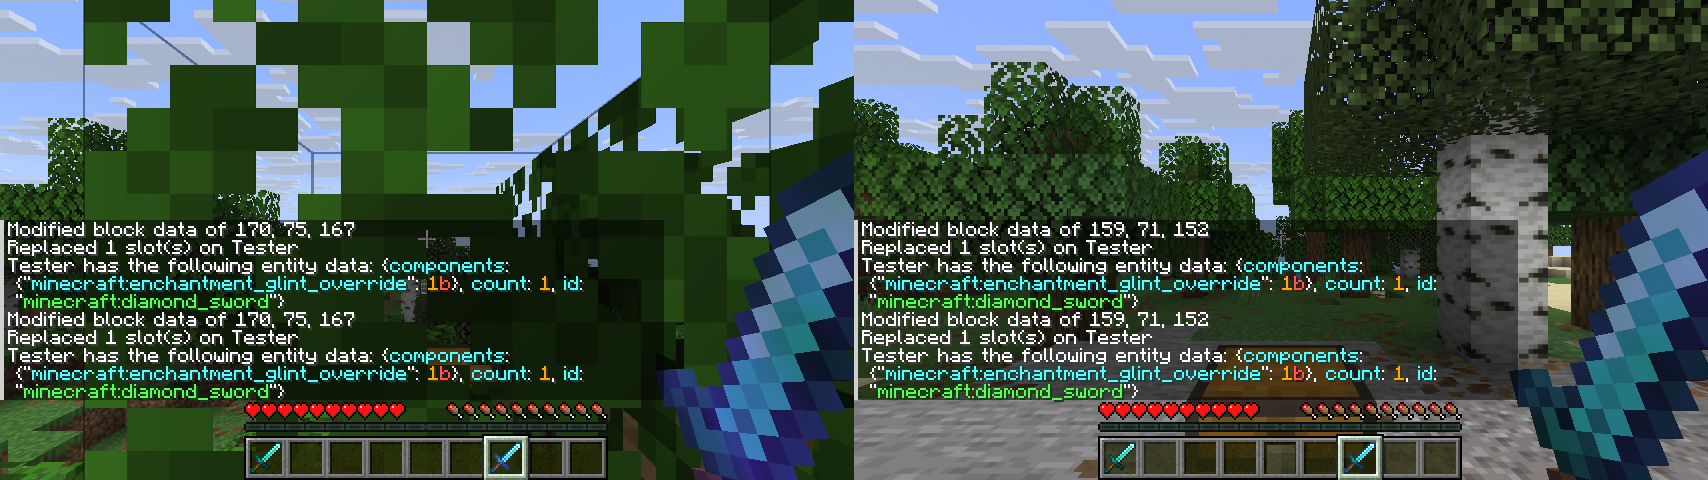 Modified block data of 170, 75, 167
Replaced 1 slot(s) on Tester
Tester has the following entity data: {components:
{"minecraft:enchantment_glint_override": 1b}, count: 1, id:
"minecraft:diamond_sword"}
Modified block data of 170, 75, 167
Replaced 1 slot(s) on Tester
Tester has the following entity data: {components:
{"minecraft:enchantment_glint_override": 1b}, count: 1, id:
"minecraft:diamond_sword"}
Modified block data of 159, 71, 152
Replaced 1 slot(s) on Tester
Tester has the following entity data: {components:
{"minecraft:enchantment_glint_override": 1b}, count: 1, id:
"minecraft:diamond_sword"}
Modified block data of 159, 71, 152
Replaced 1 slot(s) on Tester
Tester has the following entity data: {components:
{"minecraft:enchantment_glint_override": 1b}, count: 1, id:
"minecraft:diamond_sword"}